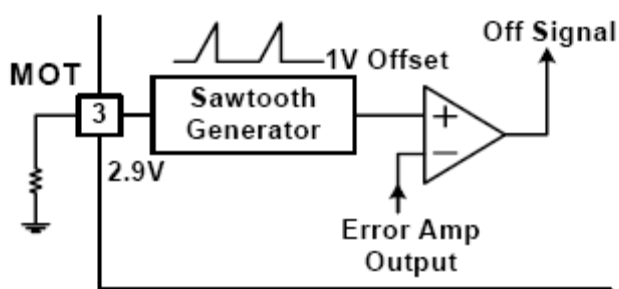 Off Signal
1V Offset
MOT
3
Sawtooth
Generator
2.9V
+
−
Error Amp
Output